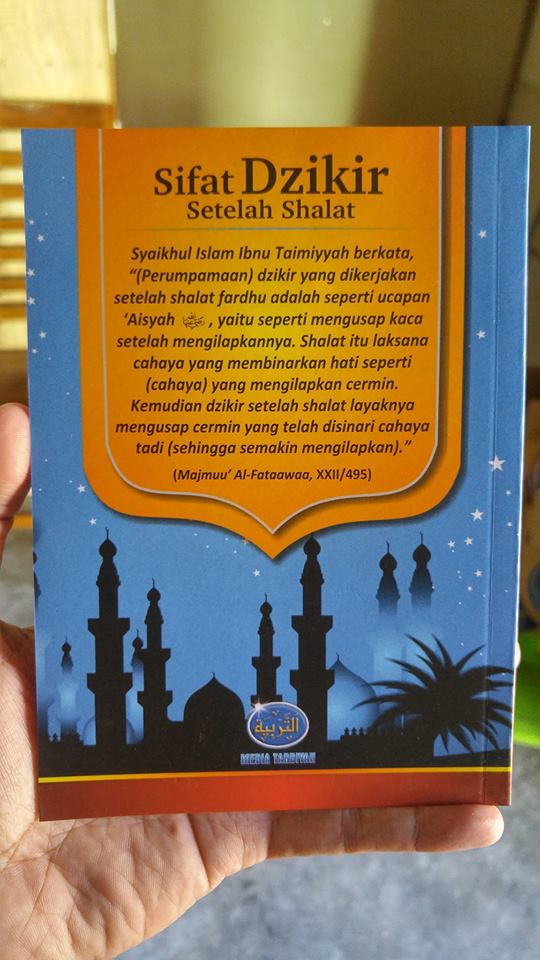 Sifat Dzikir
Setelah Shalat
Syaikhul Islam Ibnu Taimiyyah berkata,
“(Perumpamaan) dzikir yang dikerjakan
setelah shalat fardhu adalah seperti ucapan
‘Aisyah , yaitu seperti mengusap kaca
setelah mengilapkannya. Shalat itu laksana
cahaya yang membinarkan hati seperti
(cahaya) yang mengilapkan cermin.
Kemudian dzikir setelah shalat layaknya
mengusap cermin yang telah disinari cahaya
tadi (sehingga semakin mengilapkan).”
(Majmuu’ Al-Fataawaa, XXII/495)
التَّرْبِيَة
MEDIA TARBIYAH